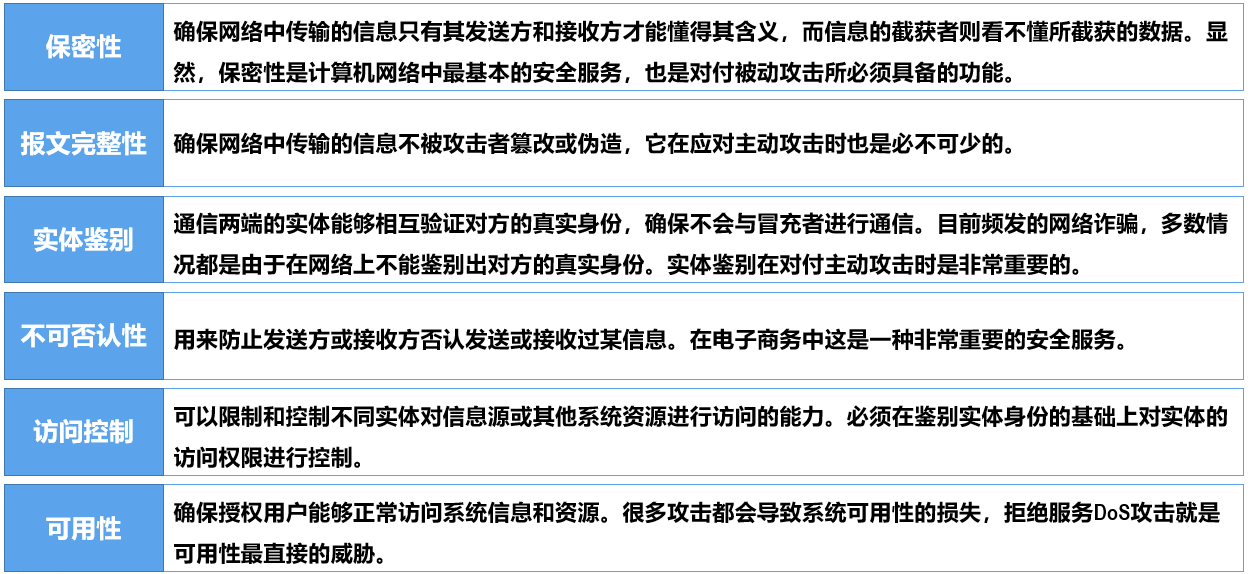 保密性
确保网络中传输的信息只有其发送方和接收方才能懂得其含义，而信息的截获者则看不懂所截获的数据。显
然，保密性是计算机网络中最基本的安全服务，也是对付被动攻击所必须具备的功能。
报文完整性
确保网络中传输的信息不被攻击者篡改或伪造，它在应对主动攻击时也是必不可少的。
实体鉴别
通信两端的实体能够相互验证对方的真实身份，确保不会与冒充者进行通信。目前频发的网络诈骗，多数情
况都是由于在网络上不能鉴别出对方的真实身份。实体鉴别在对付主动攻击时是非常重要的。
不可否认性
用来防止发送方或接收方否认发送或接收过某信息。在电子商务中这是一种非常重要的安全服务。
访问控制
可以限制和控制不同实体对信息源或其他系统资源进行访问的能力。必须在鉴别实体身份的基础上对实体的
访问权限进行控制。
可用性
确保授权用户能够正常访问系统信息和资源。很多攻击都会导致系统可用性的损失，拒绝服务DoS攻击就是
可用性最直接的威胁。